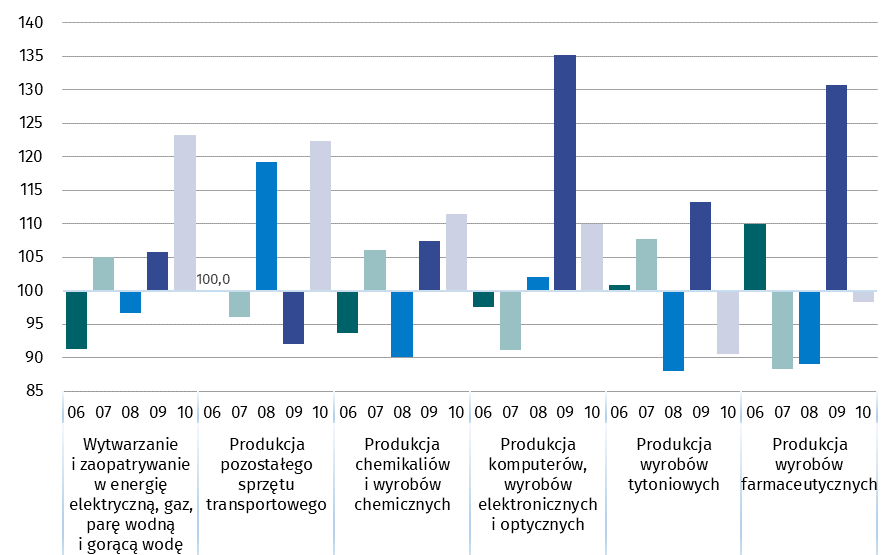 140
135
130
125
120
115
110
105
100
95
90
85
100,0
06 07 08 09 10 06 07 08 09 10 06 07 08 09 10 06 07 08 09 10 06 07 08 09 10 06 07 08 09 10
Wytwarzanie
i zaopatrywanie
w energię
elektryczną, gaz,
parę wodną
i gorącą wodę
Produkcja
pozostałego
sprzętu
transportowego
Produkcja
chemikaliów
i wyrobów
chemicznych
Produkcja
komputerów,
wyrobów
elektronicznych
i optycznych
Produkcja
wyrobów
tytoniowych
Produkcja
wyrobów
farmaceutycznych